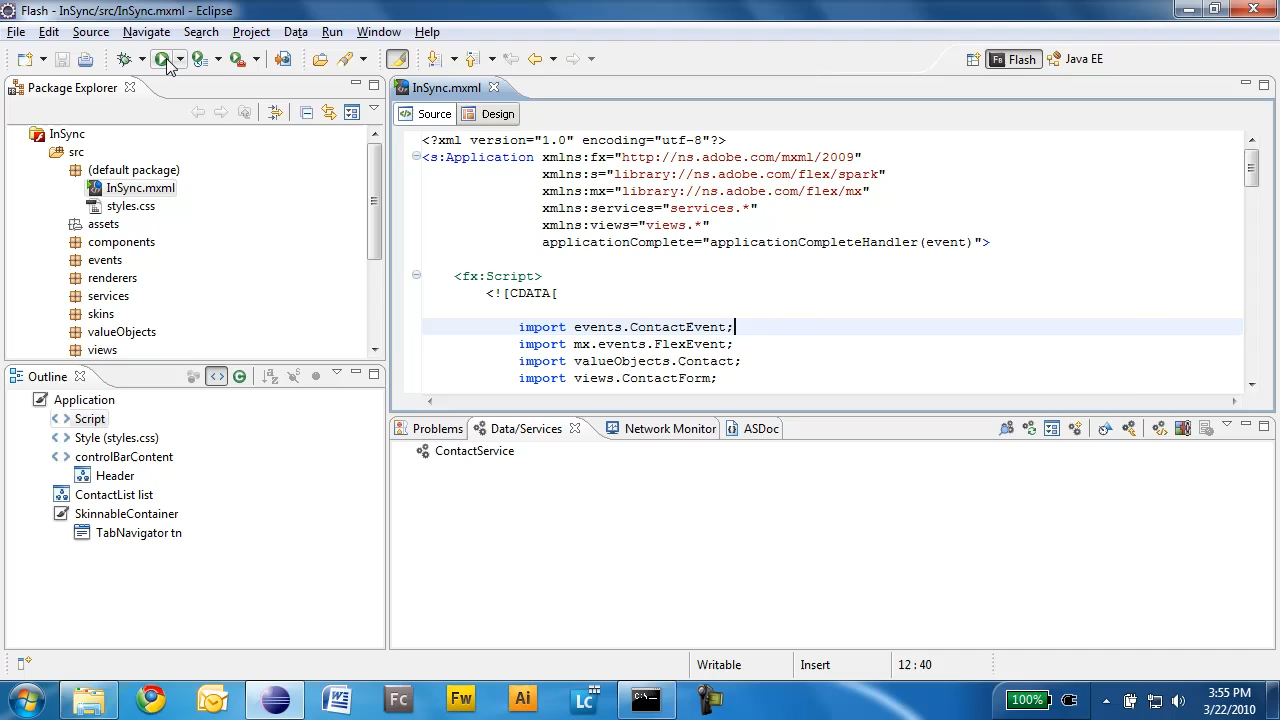 Flash - InSync/src/InSync.mxml - Eclipse
File Edit Source Navigate Search Project Data Run Window Help
Fb Flash Java EE
Package Explorer
InSync
src
(default package)
InSync.mxml
styles.css
assets
components
events
renderers
services
skins
valueObjects
views
InSync.mxml
Source Design
<?xml version="1.0" encoding="utf-8"?>
<s:Application xmlns:fx="http://ns.adobe.com/mxml/2009"
xmlns:s="library://ns.adobe.com/flex/spark"
xmlns:mx="library://ns.adobe.com/flex/mx"
xmlns:services="services.*"
xmlns:views="views.*"
applicationComplete="applicationCompleteHandler(event)">
<fx:Script>
<![CDATA[
import events.ContactEvent;
import mx.events.FlexEvent;
import valueObjects.Contact;
import views.ContactForm;
Outline
Application
Script
Style (styles.css)
controlBarContent
Header
ContactList list
SkinnableContainer
TabNavigator tn
Problems Data/Services Network Monitor ASDoc
ContactService
Writable Insert 12 : 40
Fc Fw Ai LC C:\_
100% 3:55 PM
3/22/2010